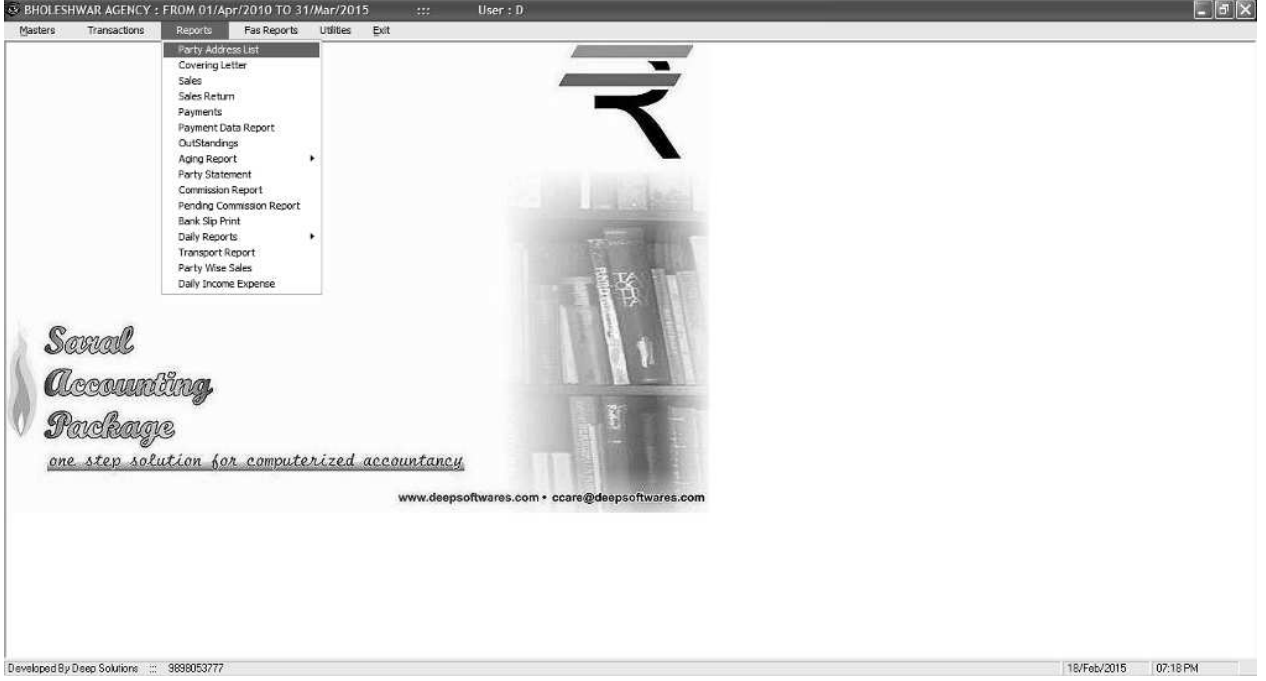 BHOLESHWAR AGENCY : FROM 01/Apr/2010 TO 31/Mar/2015 ::: User : D
Masters Transactions Reports Fas Reports Utilities Exit
Party Address List
Covering Letter
Sales
Sales Return
Payments
Payment Data Report
OutStandings
Aging Report
Party Statement
Commission Report
Pending Commission Report
Bank Slip Print
Daily Reports
Transport Report
Party Wise Sales
Daily Income Expense
Saral
Accounting
Package
one step solution for computerized accountancy
www.deepsoftwares.com • ccare@deepsoftwares.com
Developed By Deep Solutions ::: 9898053777 18/Feb/2015 07:18 PM